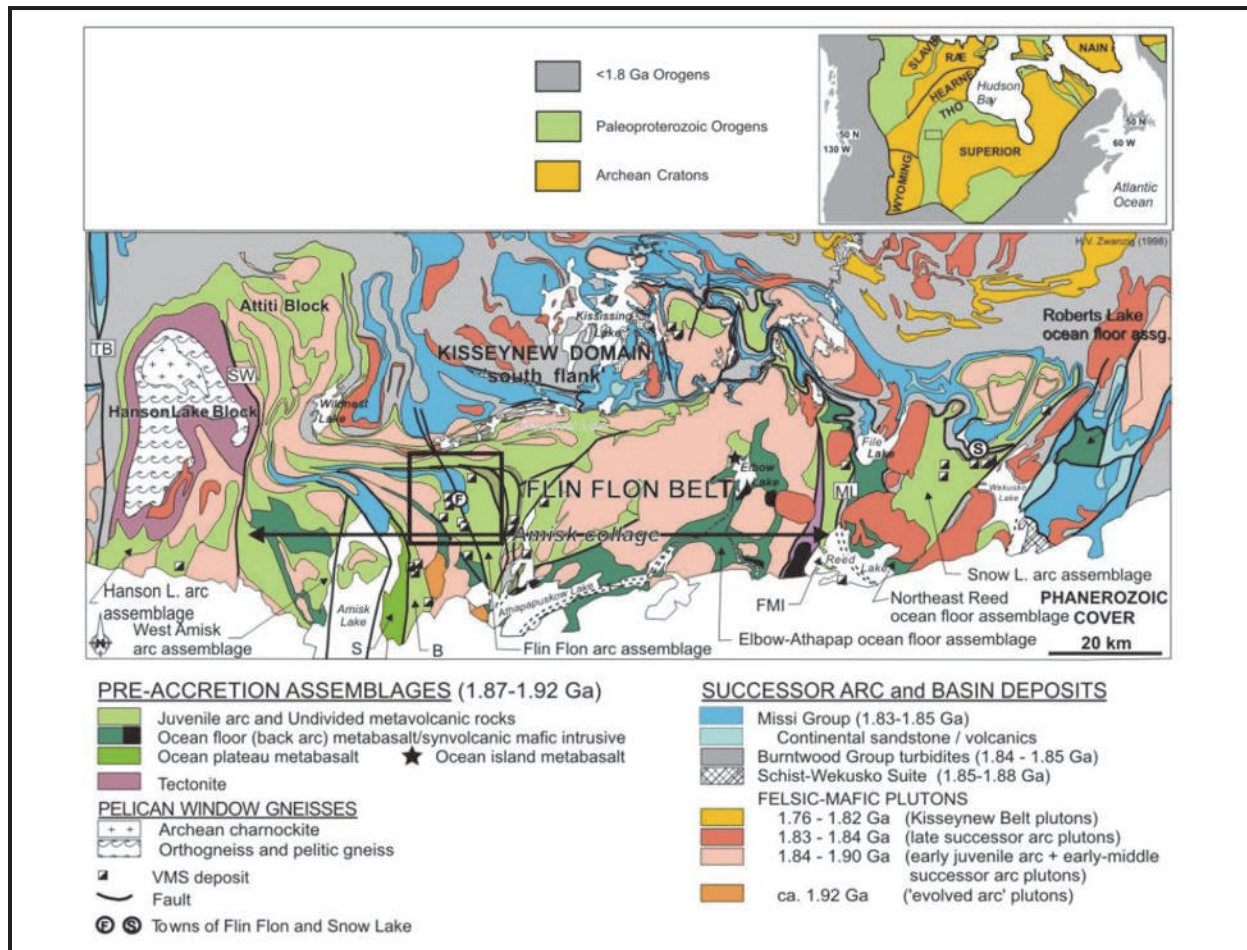 <1.8 Ga Orogens
Paleoproterozoic Orogens
Archean Cratons
SLAVE
RÆ
NAIN
HEARNE
Hudson
Bay
THO
50 N
130 W
50 N
60 W
SUPERIOR
WYOMING
Atlantic
Ocean
H.V. Zwanzig (1998)
Attiti Block
Kississing
Lake
Roberts Lake
ocean floor assg.
TB
KISSEYNEW DOMAIN
'south flank'
SW
Wildnest
Lake
Hanson Lake Block
File
Lake
S
Elbow
Lake
F
FLIN FLON BELT
ML
Wekusko
Lake
Amisk collage
Reed
Lake
Snow L. arc assemblage
Hanson L. arc
assemblage
Amisk
Lake
Athapapuskow Lake
FMI
Northeast Reed
ocean floor assemblage
PHANEROZOIC
COVER
West Amisk
arc assemblage
Elbow-Athapap ocean floor assemblage
N
S
B
Flin Flon arc assemblage
20 km
PRE-ACCRETION ASSEMBLAGES (1.87-1.92 Ga)
Juvenile arc and Undivided metavolcanic rocks
Ocean floor (back arc) metabasalt/synvolcanic mafic intrusive
Ocean plateau metabasalt
Ocean island metabasalt
Tectonite
PELICAN WINDOW GNEISSES
Archean charnockite
Orthogneiss and pelitic gneiss
VMS deposit
Fault
F S Towns of Flin Flon and Snow Lake
SUCCESSOR ARC and BASIN DEPOSITS
Missi Group (1.83-1.85 Ga)
Continental sandstone / volcanics
Burntwood Group turbidites (1.84 - 1.85 Ga)
Schist-Wekusko Suite (1.85-1.88 Ga)
FELSIC-MAFIC PLUTONS
1.76 - 1.82 Ga (Kisseynew Belt plutons)
1.83 - 1.84 Ga (late successor arc plutons)
1.84 - 1.90 Ga (early juvenile arc + early-middle
successor arc plutons)
ca. 1.92 Ga ('evolved arc' plutons)